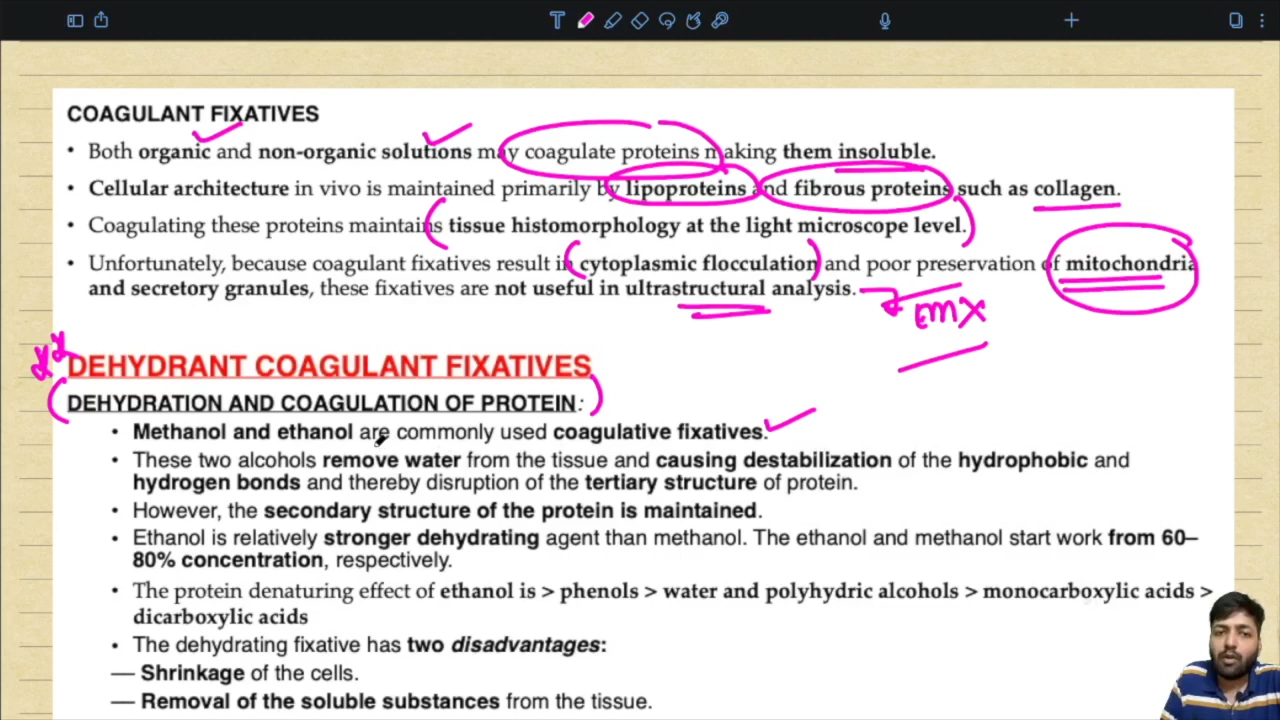 COAGULANT FIXATIVES
• Both organic and non-organic solutions may coagulate proteins making them insoluble.
• Cellular architecture in vivo is maintained primarily by lipoproteins and fibrous proteins such as collagen.
• Coagulating these proteins maintains tissue histomorphology at the light microscope level.
• Unfortunately, because coagulant fixatives result in cytoplasmic flocculation and poor preservation of mitochondria
and secretory granules, these fixatives are not useful in ultrastructural analysis.
EMX
DEHYDRANT COAGULANT FIXATIVES
DEHYDRATION AND COAGULATION OF PROTEIN:
• Methanol and ethanol are commonly used coagulative fixatives.
• These two alcohols remove water from the tissue and causing destabilization of the hydrophobic and
hydrogen bonds and thereby disruption of the tertiary structure of protein.
• However, the secondary structure of the protein is maintained.
• Ethanol is relatively stronger dehydrating agent than methanol. The ethanol and methanol start work from 60–
80% concentration, respectively.
• The protein denaturing effect of ethanol is > phenols > water and polyhydric alcohols > monocarboxylic acids >
dicarboxylic acids
• The dehydrating fixative has two disadvantages:
— Shrinkage of the cells.
— Removal of the soluble substances from the tissue.